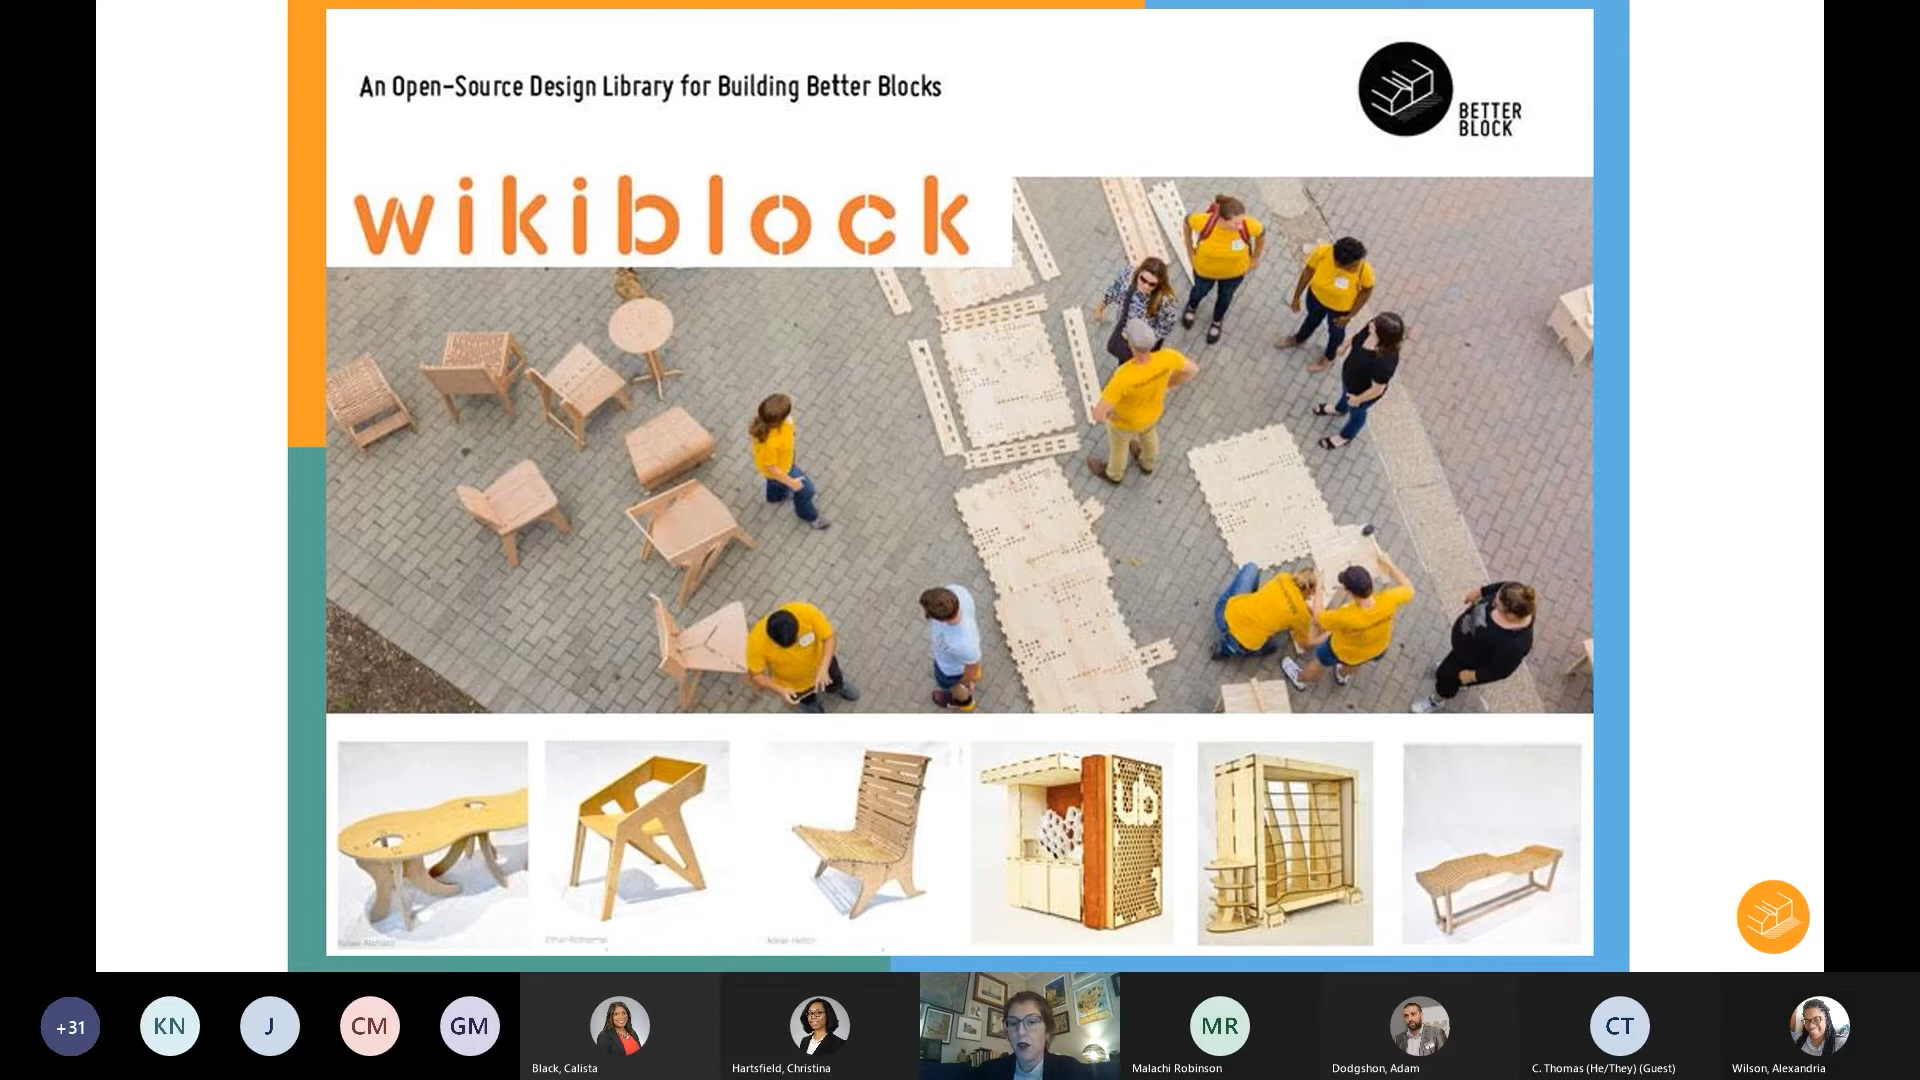 An Open-Source Design Library for Building Better Blocks
BETTER
BLOCK
wikiblock
ub
+31
KN
J
CM
GM
MR
CT
Black, Calista
Hartsfield, Christina
Malachi Robinson
Dodgshon, Adam
C. Thomas (He/They) (Guest)
Wilson, Alexandria